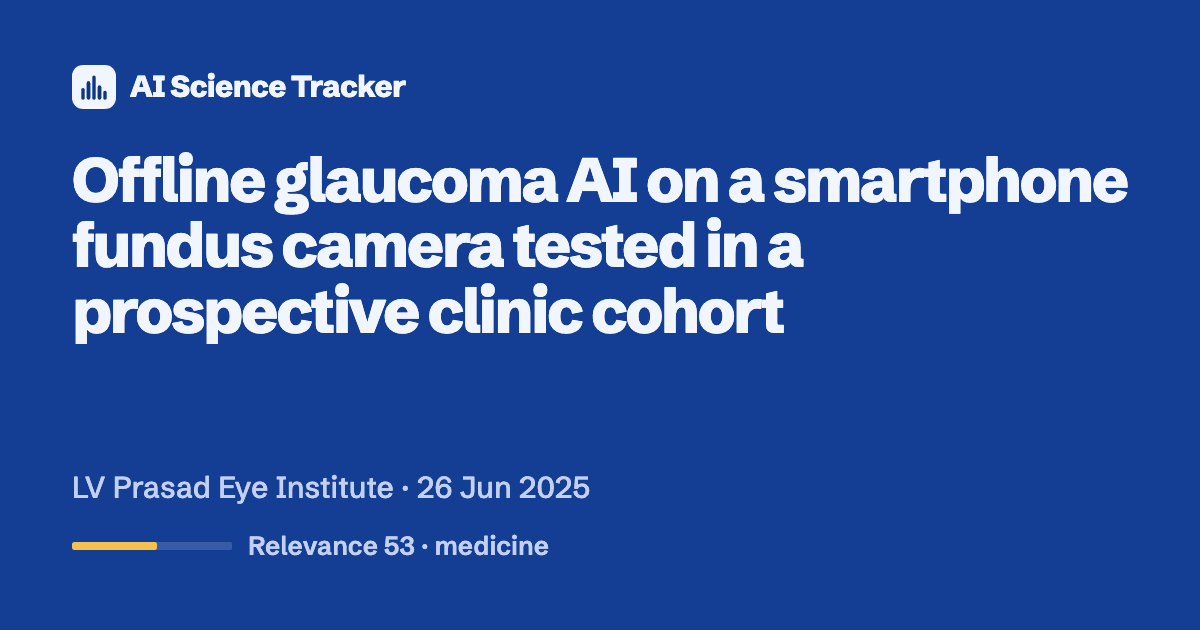 AI Science Tracker
Offline glaucoma AI on a smartphone
fundus camera tested in a
prospective clinic cohort
LV Prasad Eye Institute · 26 Jun 2025
Relevance 53 · medicine